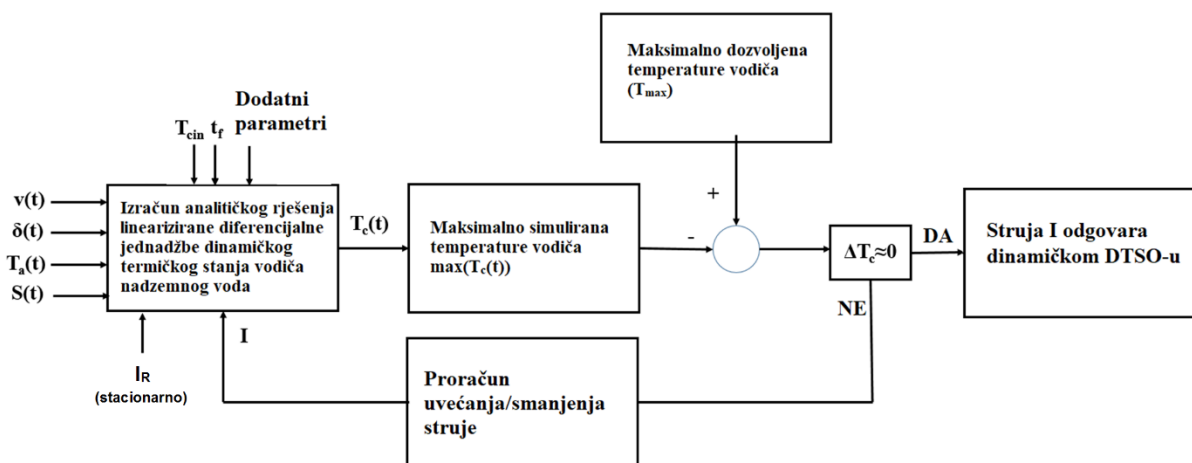 Maksimalno dozvoljena
temperature vodiča
(Tmax)
Dodatni
parametri
Tcin tf
v(t)
δ(t)
Ta(t)
S(t)
Izračun analitičkog rješenja
linearizirane diferencijalne
jednadžbe dinamičkog
termičkog stanja vodiča
nadzemnog voda
Tc(t)
Maksimalno simulirana
temperature vodiča
max(Tc(t))
+
-
ΔTc≈0
DA
NE
Struja I odgovara
dinamičkom DTSO-u
I
IR
(stacionarno)
Proračun
uvećanja/smanjenja
struje